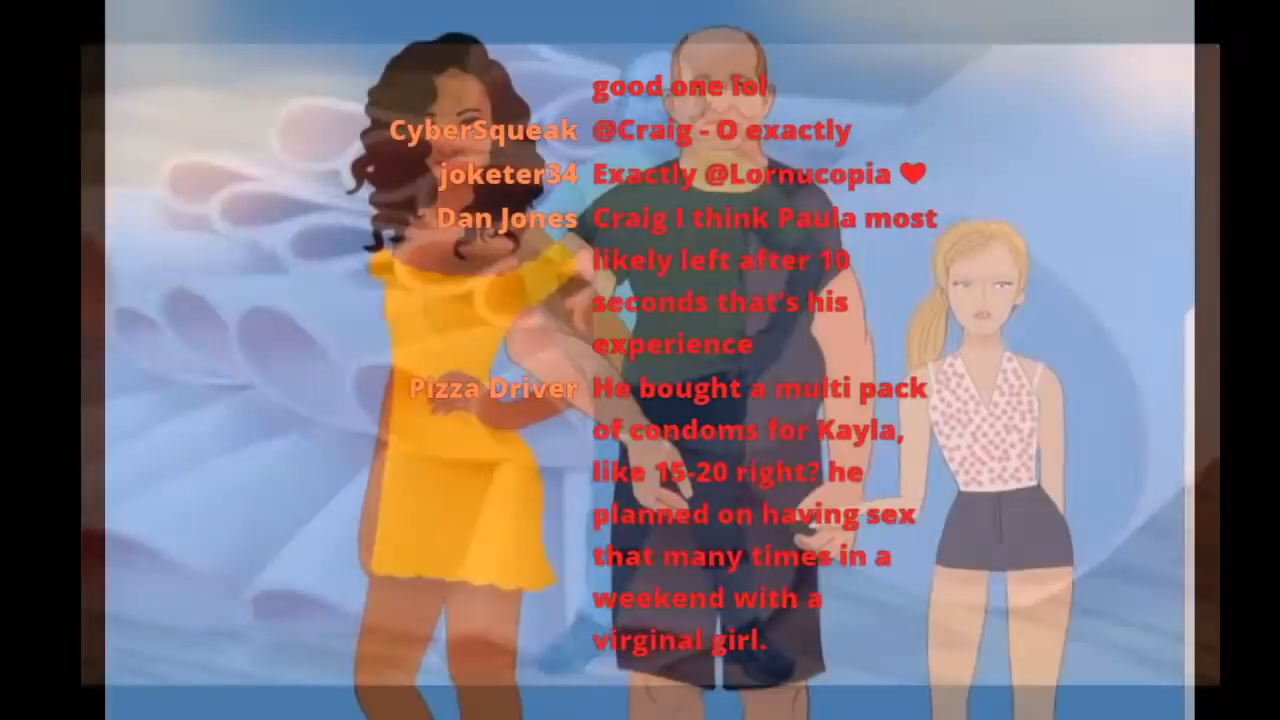 good one lol
CyberSqueak @Craig - O exactly
joketer34 Exactly @Lornucopia ❤
Dan Jones Craig I think Paula most
likely left after 10
seconds that's his
experience
Pizza Driver He bought a multi pack
of condoms for Kayla,
like 15-20 right? he
planned on having sex
that many times in a
weekend with a
virginal girl.